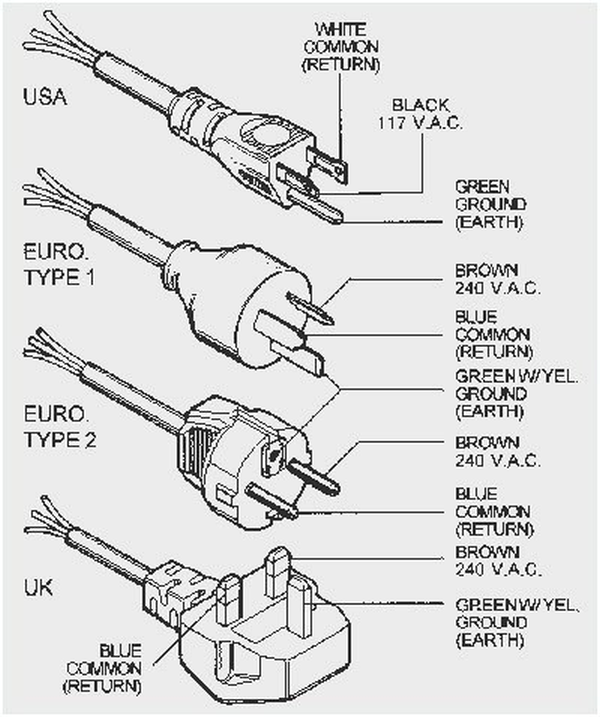 WHITE
COMMON
(RETURN)
USA
BLACK
117 V.A.C.
GREEN
GROUND
(EARTH)
EURO.
TYPE 1
BROWN
240 V.A.C.
BLUE
COMMON
(RETURN)
GREEN W/YEL.
GROUND
(EARTH)
EURO.
TYPE 2
BROWN
240 V.A.C.
BLUE
COMMON
(RETURN)
UK
BROWN
240 V.A.C.
GREEN W/YEL.
GROUND
(EARTH)
BLUE
COMMON
(RETURN)